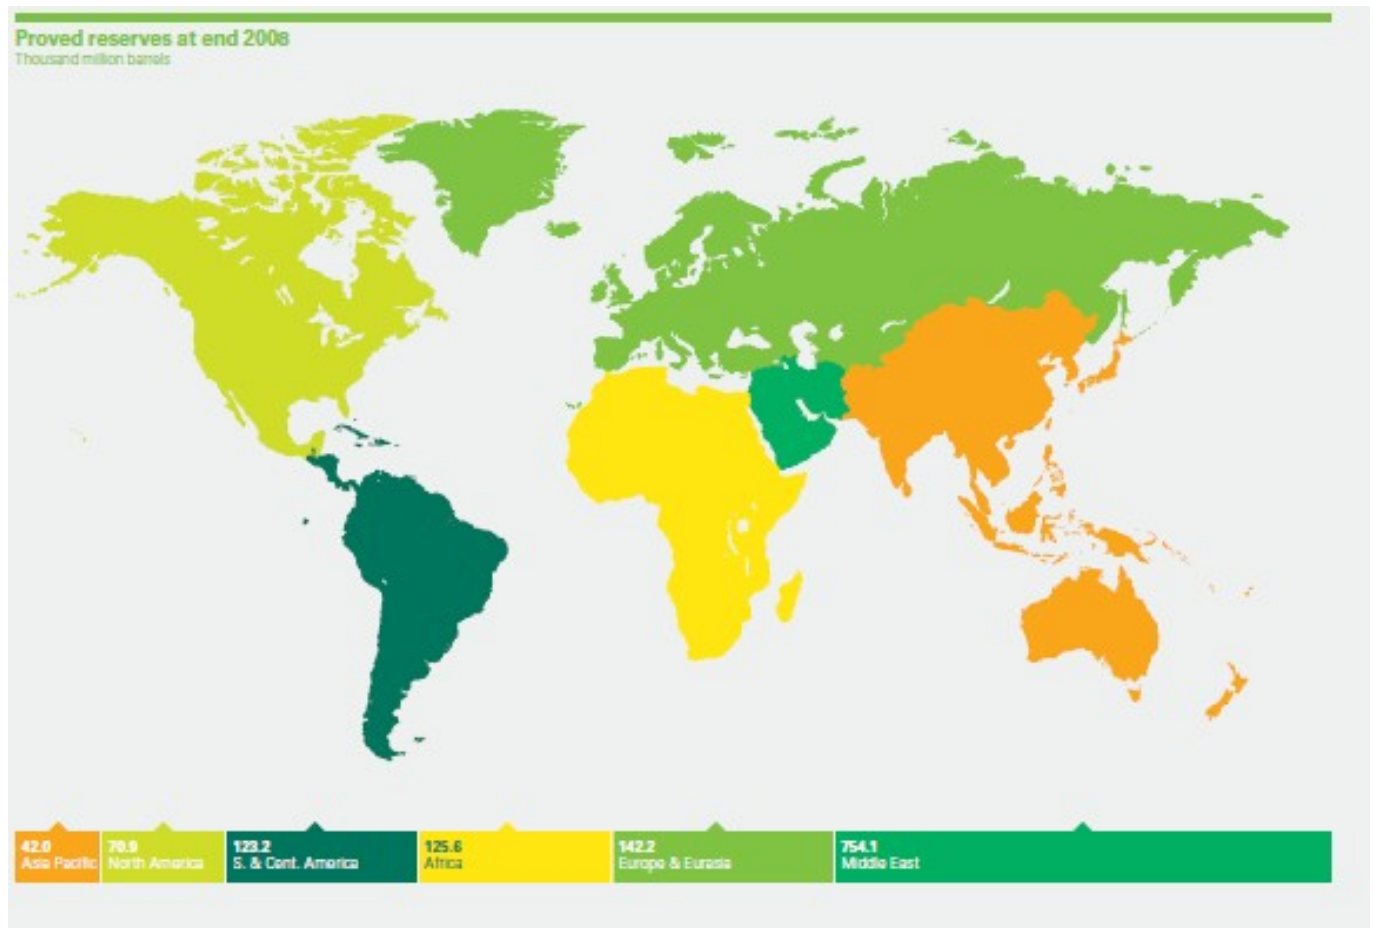 Proved reserves at end 2008
Thousand million barrels
42.0
Asia Pacific
70.9
North America
123.2
S. & Cent. America
125.6
Africa
142.2
Europe & Eurasia
754.1
Middle East